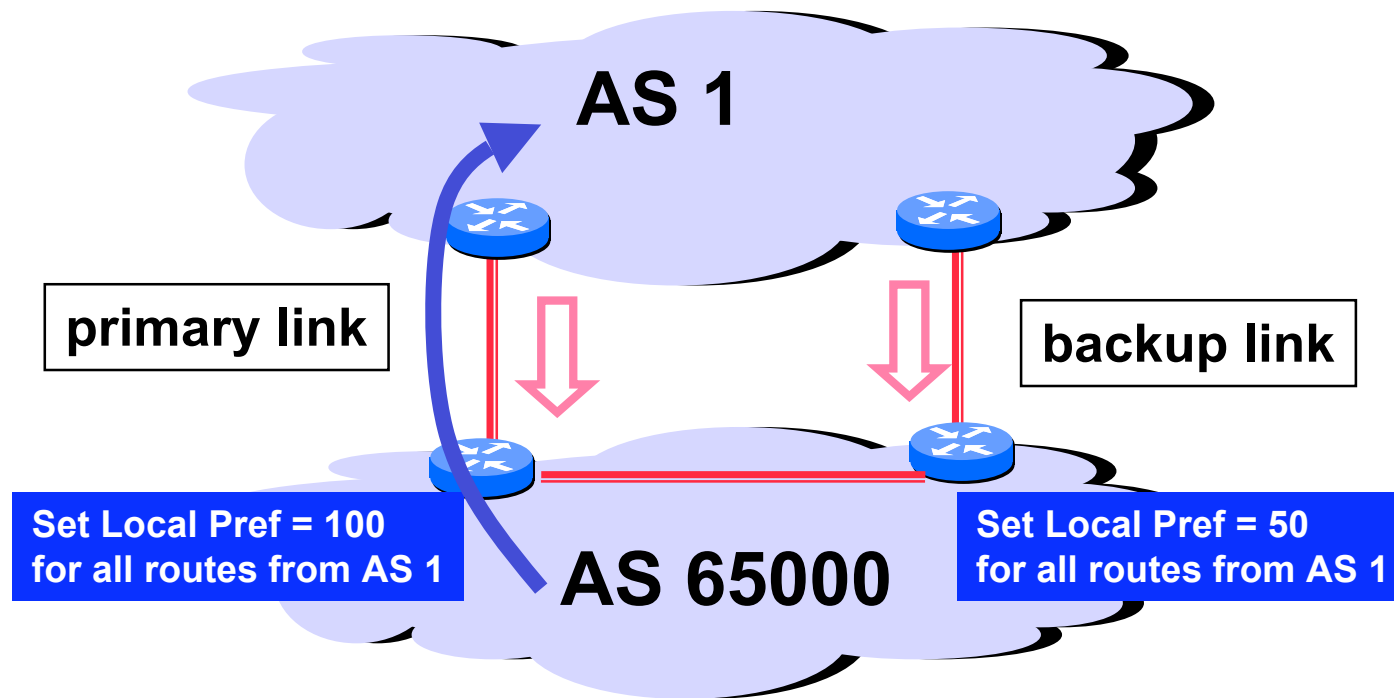 AS 1
primary link
backup link
Set Local Pref = 100
for all routes from AS 1
AS 65000
Set Local Pref = 50
for all routes from AS 1